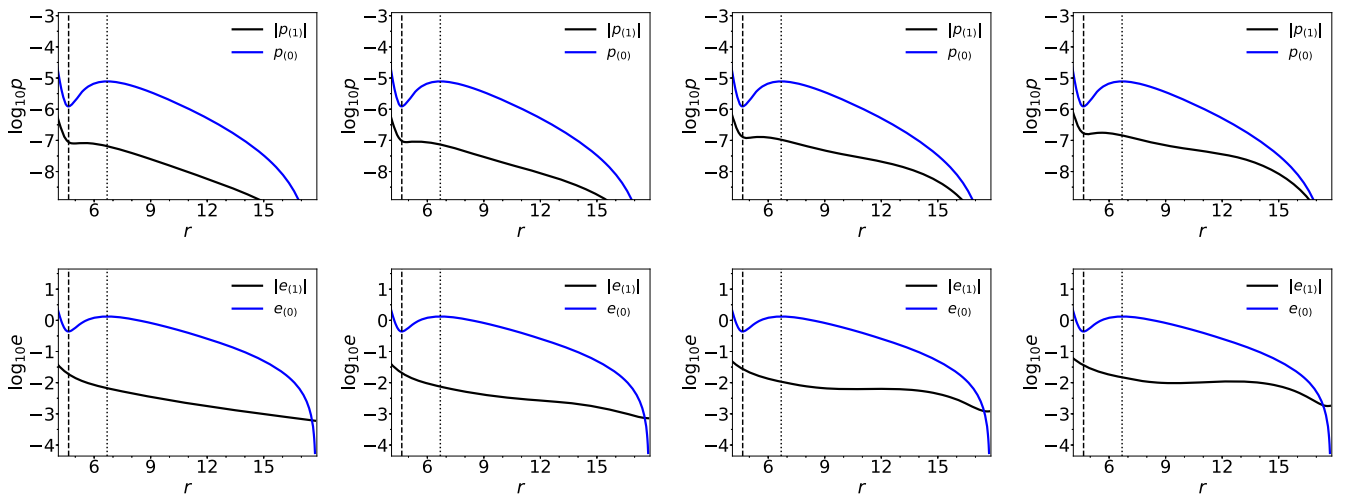 −3
−4
−5
−6
−7
−8
log₁₀p
|p₍₁₎|
p₍₀₎
6 9 12 15
r
−3
−4
−5
−6
−7
−8
log₁₀p
|p₍₁₎|
p₍₀₎
6 9 12 15
r
−3
−4
−5
−6
−7
−8
log₁₀p
|p₍₁₎|
p₍₀₎
6 9 12 15
r
−3
−4
−5
−6
−7
−8
log₁₀p
|p₍₁₎|
p₍₀₎
6 9 12 15
r
1
0
−1
−2
−3
−4
log₁₀e
|e₍₁₎|
e₍₀₎
6 9 12 15
r
1
0
−1
−2
−3
−4
log₁₀e
|e₍₁₎|
e₍₀₎
6 9 12 15
r
1
0
−1
−2
−3
−4
log₁₀e
|e₍₁₎|
e₍₀₎
6 9 12 15
r
1
0
−1
−2
−3
−4
log₁₀e
|e₍₁₎|
e₍₀₎
6 9 12 15
r